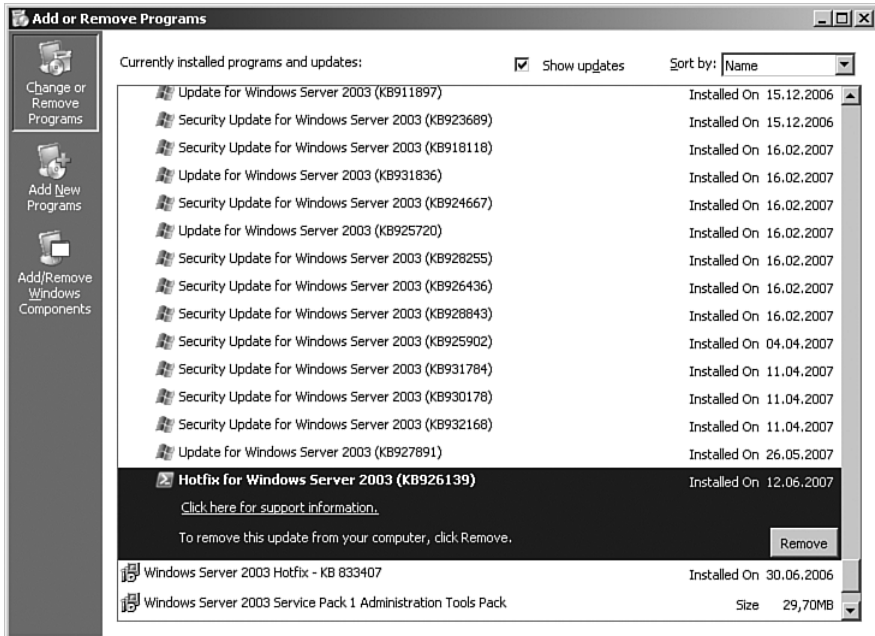 Add or Remove Programs
Change or
Remove
Programs
Add New
Programs
Add/Remove
Windows
Components
Currently installed programs and updates:
Show updates
Sort by: Name
Update for Windows Server 2003 (KB911897) Installed On 15.12.2006
Security Update for Windows Server 2003 (KB923689) Installed On 15.12.2006
Security Update for Windows Server 2003 (KB918118) Installed On 16.02.2007
Update for Windows Server 2003 (KB931836) Installed On 16.02.2007
Security Update for Windows Server 2003 (KB924667) Installed On 16.02.2007
Update for Windows Server 2003 (KB925720) Installed On 16.02.2007
Security Update for Windows Server 2003 (KB928255) Installed On 16.02.2007
Security Update for Windows Server 2003 (KB926436) Installed On 16.02.2007
Security Update for Windows Server 2003 (KB928843) Installed On 16.02.2007
Security Update for Windows Server 2003 (KB925902) Installed On 04.04.2007
Security Update for Windows Server 2003 (KB931784) Installed On 11.04.2007
Security Update for Windows Server 2003 (KB930178) Installed On 11.04.2007
Security Update for Windows Server 2003 (KB932168) Installed On 11.04.2007
Update for Windows Server 2003 (KB927891) Installed On 26.05.2007
Hotfix for Windows Server 2003 (KB926139) Installed On 12.06.2007
Click here for support information.
To remove this update from your computer, click Remove. Remove
Windows Server 2003 Hotfix - KB 833407 Installed On 30.06.2006
Windows Server 2003 Service Pack 1 Administration Tools Pack Size 29,70MB